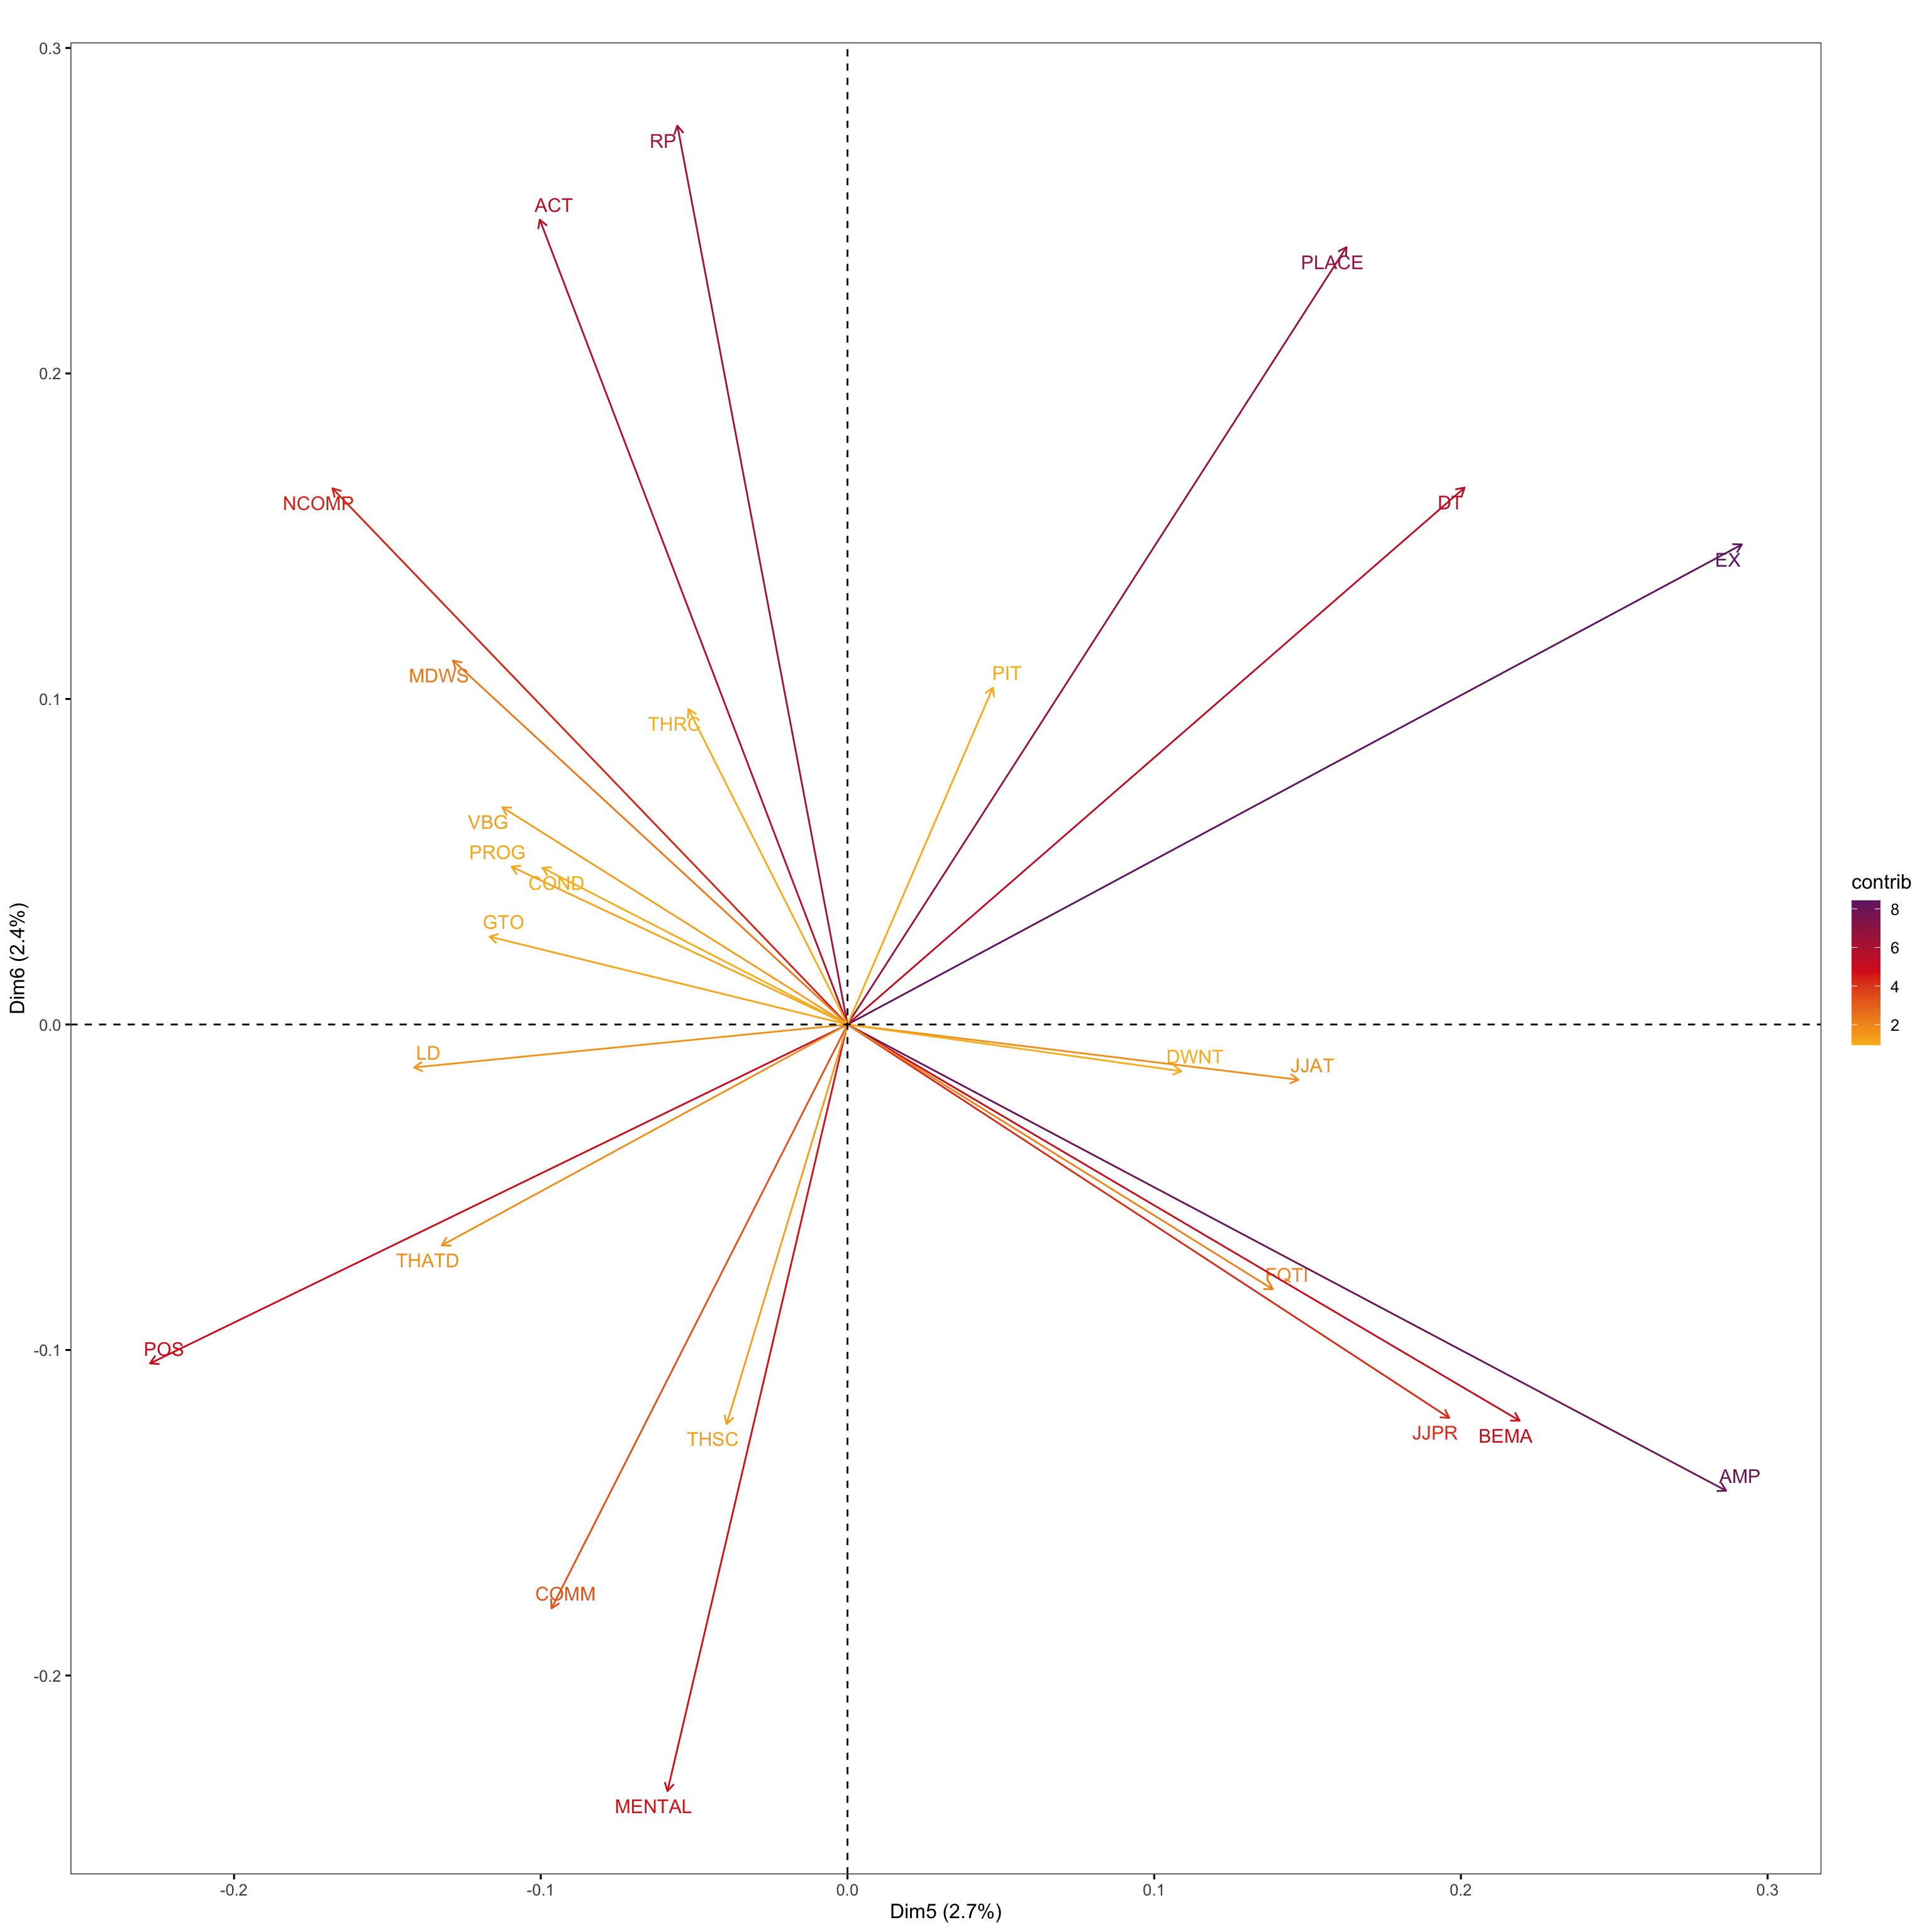 0.3
RP
ACT
PLACE
0.2
NCOMP
DT
EX
0.1
MDWS
PIT
THRC
VBG
PROG
COND
GTO
contrib
8
6
4
2
Dim6 (2.4%)
0.0
LD
DWNT
JJAT
THATD
FQTI
-0.1
POS
THSC
JJPR
BEMA
AMP
COMM
-0.2
MENTAL
-0.2
-0.1
0.0
0.1
0.2
0.3
Dim5 (2.7%)